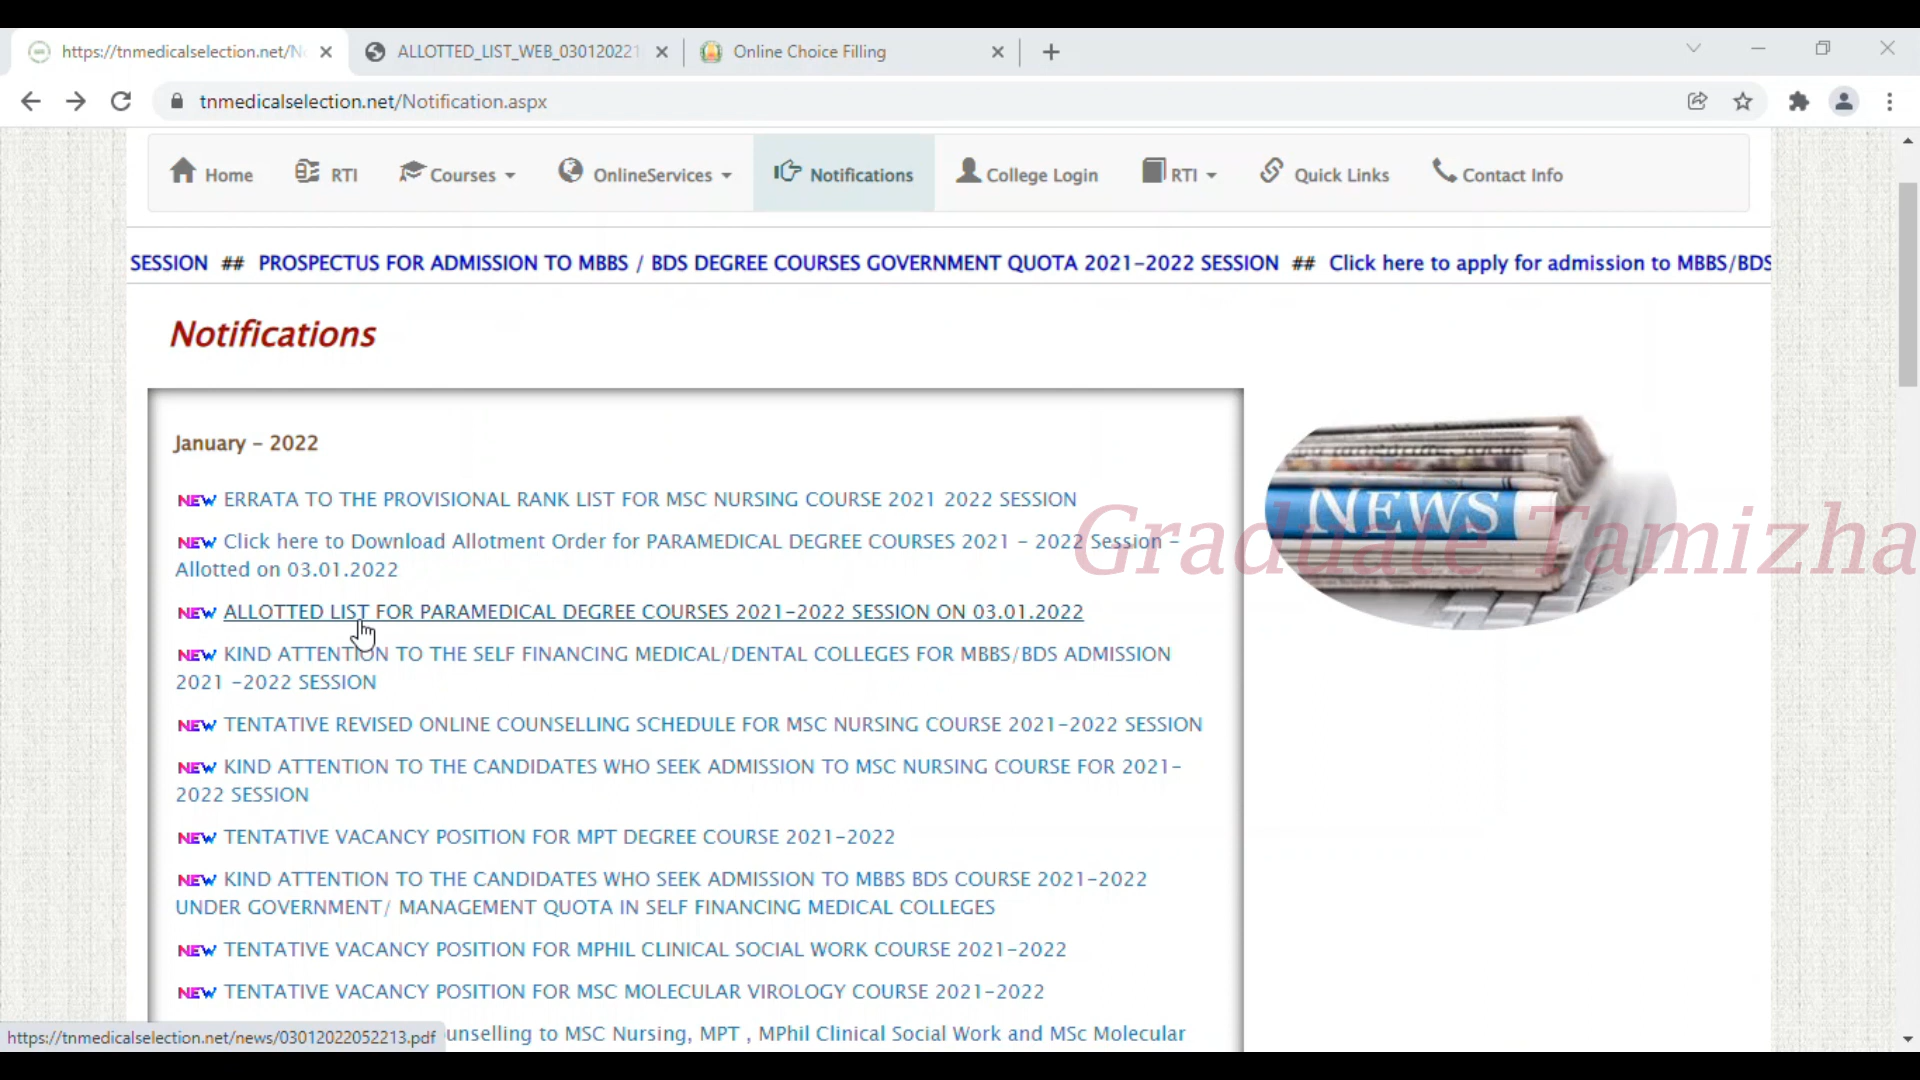 https://tnmedicalselection.net/N
ALLOTTED_LIST_WEB_030120221
Online Choice Filling
tnmedicalselection.net/Notification.aspx
Home
RTI
Courses
OnlineServices
Notifications
College Login
RTI
Quick Links
Contact Info
SESSION ## PROSPECTUS FOR ADMISSION TO MBBS / BDS DEGREE COURSES GOVERNMENT QUOTA 2021-2022 SESSION ## Click here to apply for admission to MBBS/BDS
Notifications
January - 2022
NEW ERRATA TO THE PROVISIONAL RANK LIST FOR MSC NURSING COURSE 2021 2022 SESSION
NEW Click here to Download Allotment Order for PARAMEDICAL DEGREE COURSES 2021 - 2022 Session -
Allotted on 03.01.2022
NEW ALLOTTED LIST FOR PARAMEDICAL DEGREE COURSES 2021-2022 SESSION ON 03.01.2022
NEW KIND ATTENTION TO THE SELF FINANCING MEDICAL/DENTAL COLLEGES FOR MBBS/BDS ADMISSION
2021 -2022 SESSION
NEW TENTATIVE REVISED ONLINE COUNSELLING SCHEDULE FOR MSC NURSING COURSE 2021-2022 SESSION
NEW KIND ATTENTION TO THE CANDIDATES WHO SEEK ADMISSION TO MSC NURSING COURSE FOR 2021-
2022 SESSION
NEW TENTATIVE VACANCY POSITION FOR MPT DEGREE COURSE 2021-2022
NEW KIND ATTENTION TO THE CANDIDATES WHO SEEK ADMISSION TO MBBS BDS COURSE 2021-2022
UNDER GOVERNMENT/ MANAGEMENT QUOTA IN SELF FINANCING MEDICAL COLLEGES
NEW TENTATIVE VACANCY POSITION FOR MPHIL CLINICAL SOCIAL WORK COURSE 2021-2022
NEW TENTATIVE VACANCY POSITION FOR MSC MOLECULAR VIROLOGY COURSE 2021-2022
unselling to MSC Nursing, MPT , MPhil Clinical Social Work and MSc Molecular
https://tnmedicalselection.net/news/03012022052213.pdf
NEWS
Graduate Tamizha